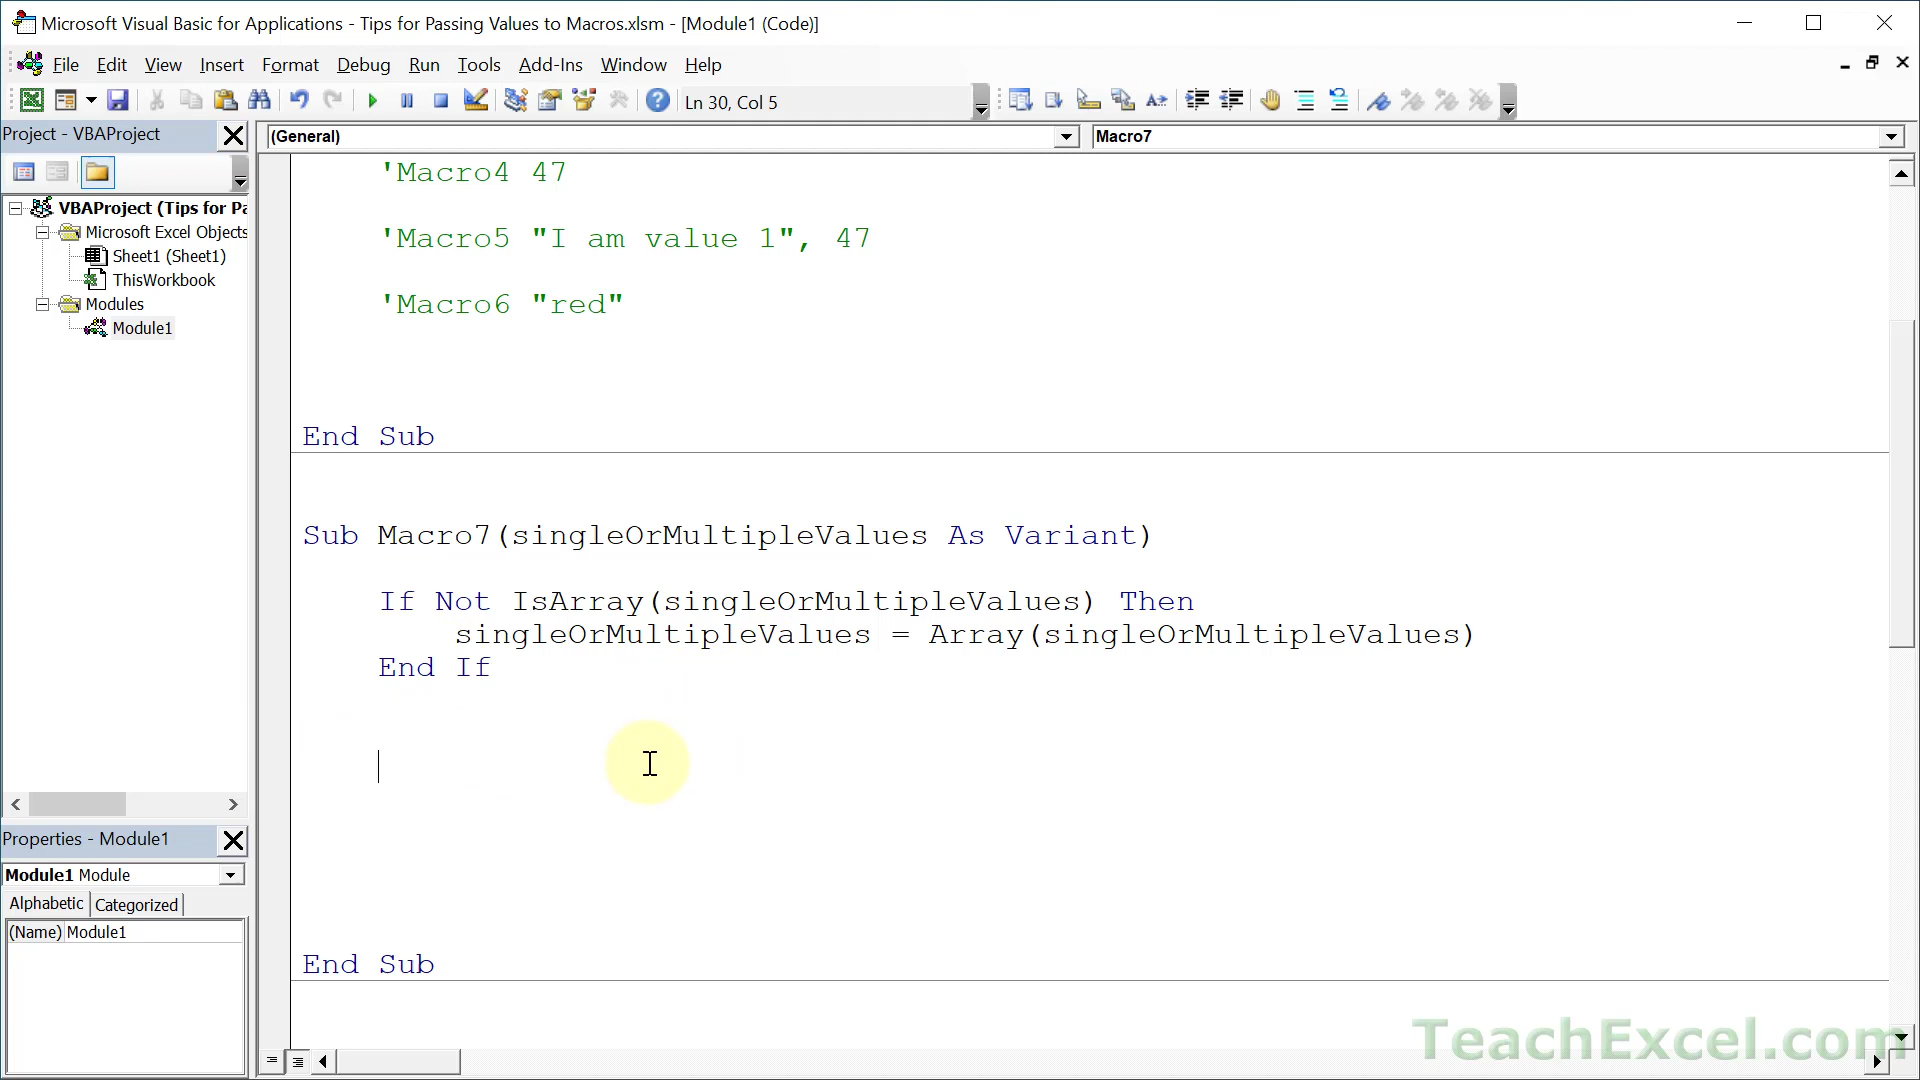 Microsoft Visual Basic for Applications - Tips for Passing Values to Macros.xlsm - [Module1 (Code)]
File Edit View Insert Format Debug Run Tools Add-Ins Window Help
Ln 30, Col 5
Project - VBAProject
(General)
Macro7
VBAProject (Tips for Pa
Microsoft Excel Objects
Sheet1 (Sheet1)
ThisWorkbook
Modules
Module1
Properties - Module1
Module1 Module
Alphabetic Categorized
(Name) Module1
'Macro4 47
'Macro5 "I am value 1", 47
'Macro6 "red"
End Sub
Sub Macro7(singleOrMultipleValues As Variant)
If Not IsArray(singleOrMultipleValues) Then
singleOrMultipleValues = Array(singleOrMultipleValues)
End If
End Sub
TeachExcel.com